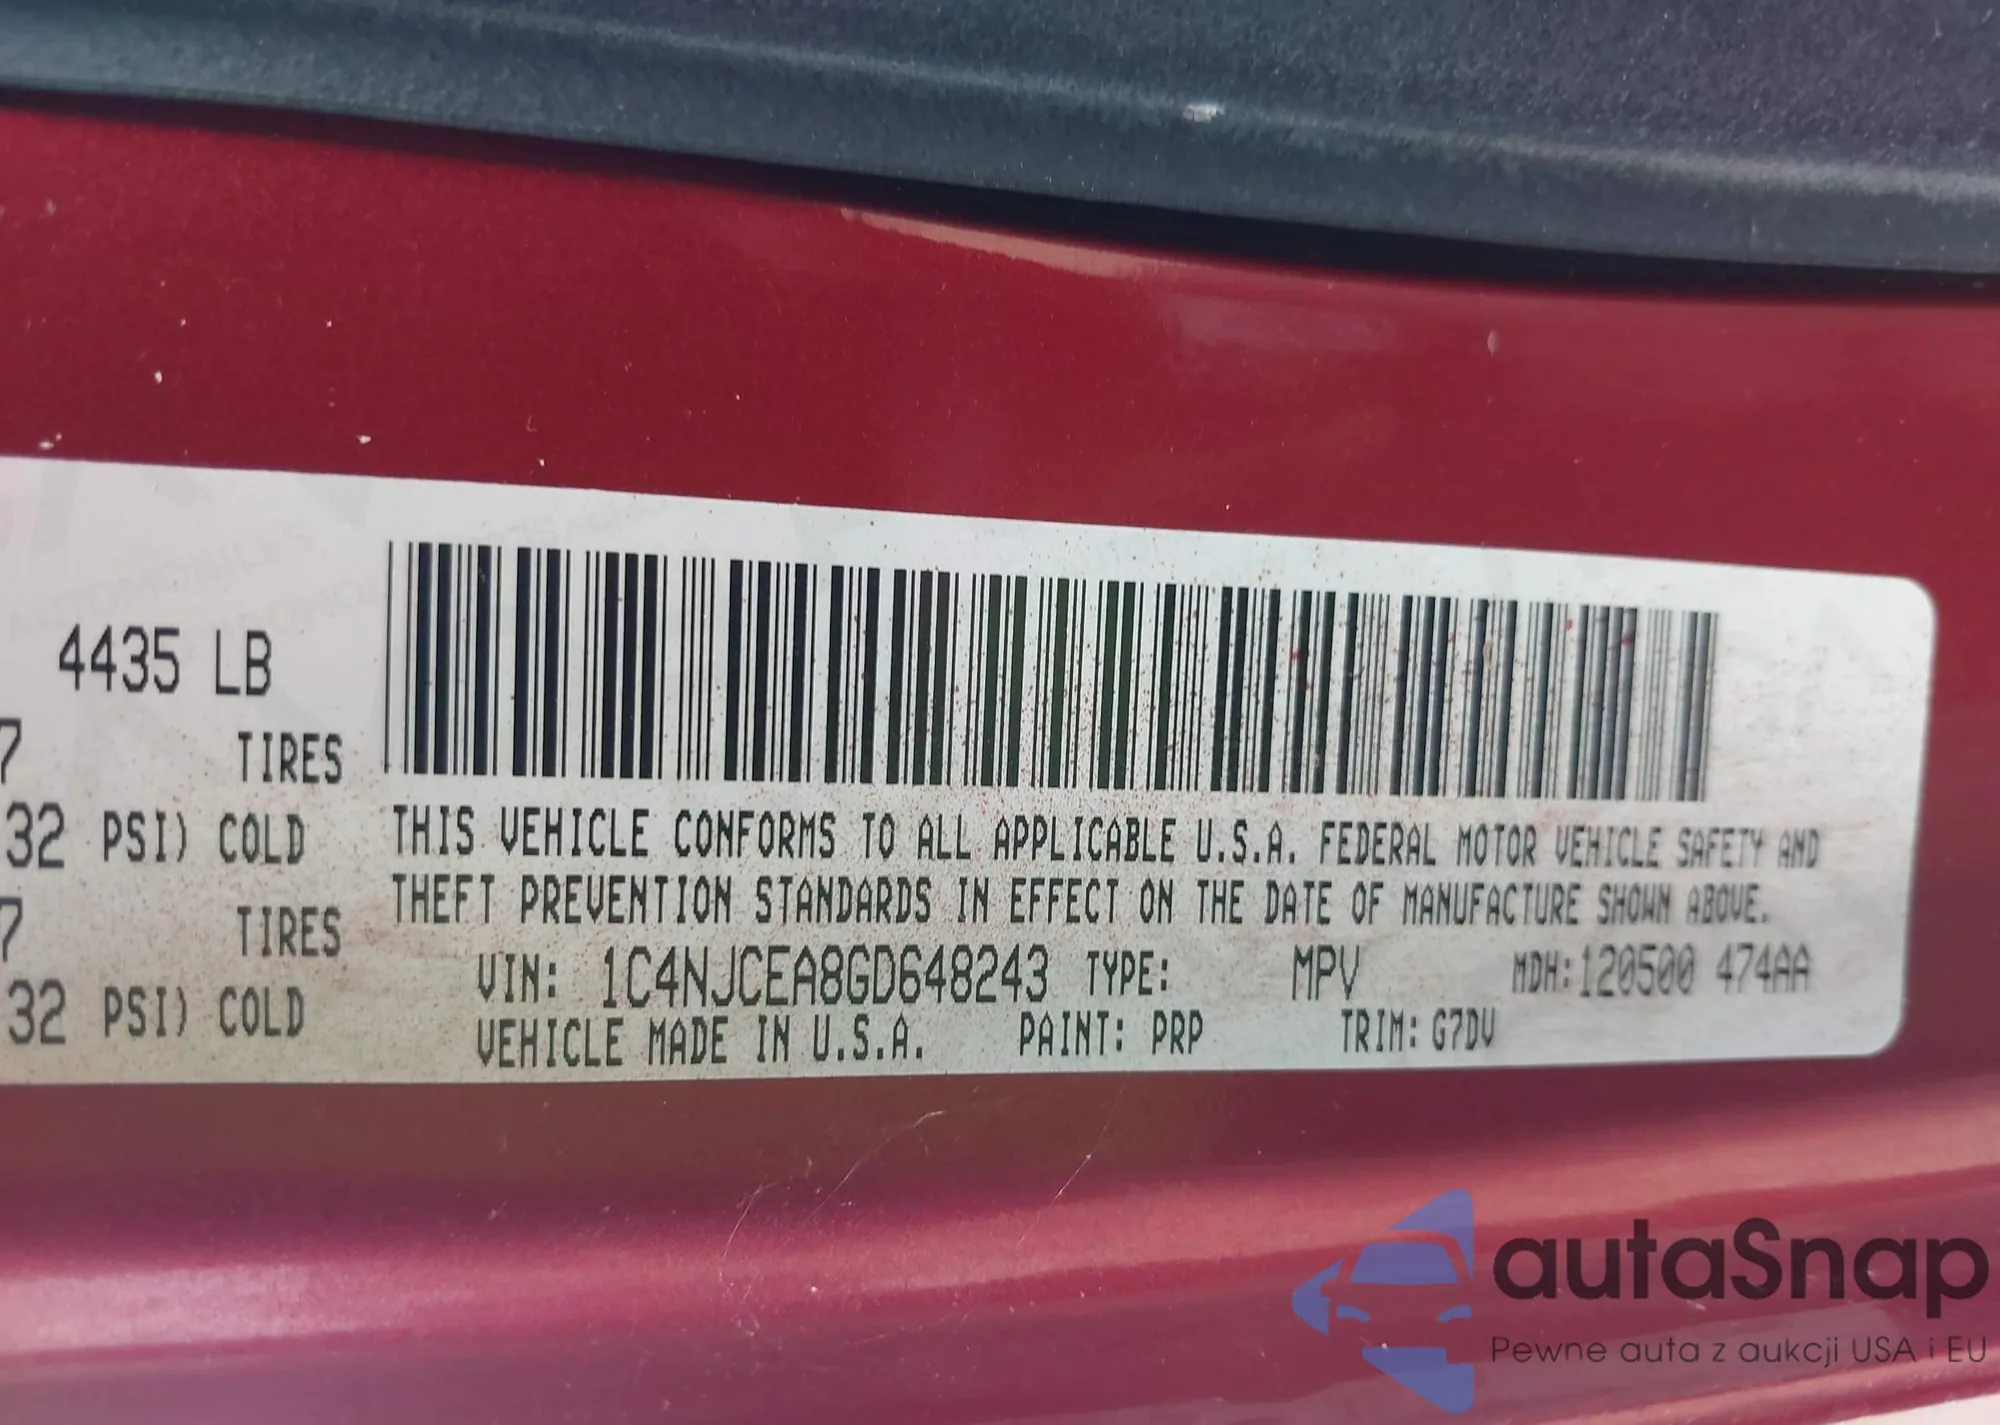 4435 LB
7 TIRES
32 PSI) COLD
7 TIRES
32 PSI) COLD
THIS VEHICLE CONFORMS TO ALL APPLICABLE U.S.A. FEDERAL MOTOR VEHICLE SAFETY AND
THEFT PREVENTION STANDARDS IN EFFECT ON THE DATE OF MANUFACTURE SHOWN ABOVE.
VIN: 1C4NJCEA8GD648243 TYPE: MPV MDH:120500 474AA
VEHICLE MADE IN U.S.A. PAINT: PRP TRIM: G7DV
autaSnap
Pewne auta z aukcji USA i EU